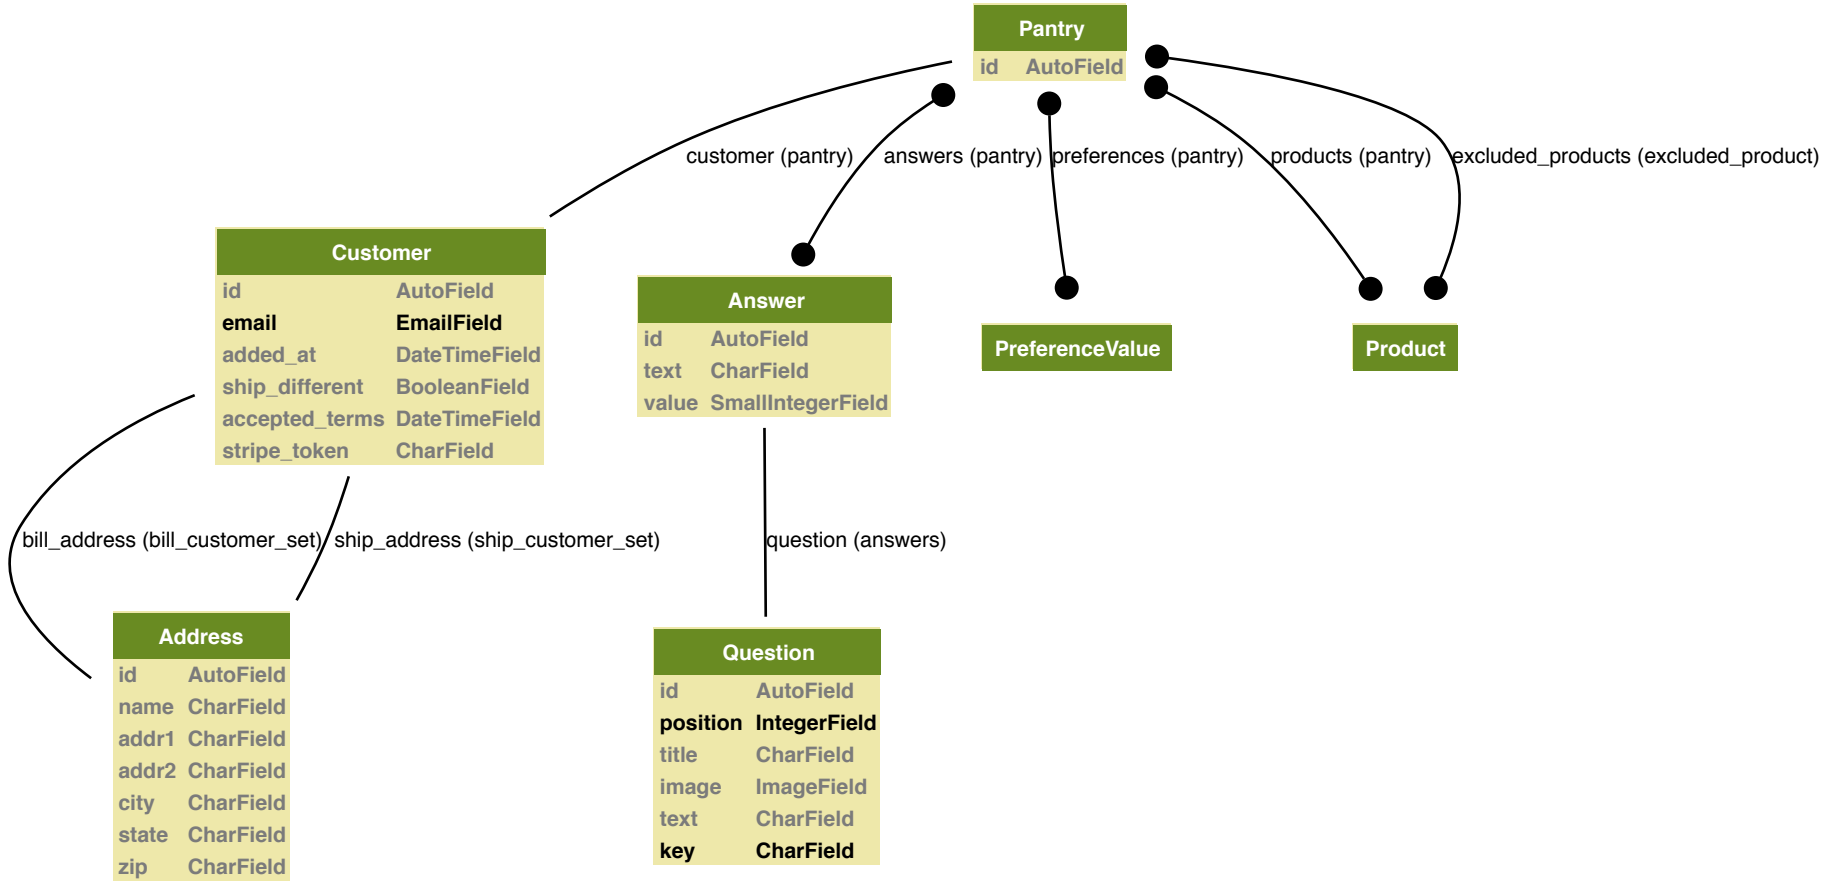 Pantry
id AutoField
customer (pantry)
answers (pantry)
preferences (pantry)
products (pantry)
excluded_products (excluded_product)
Customer
id AutoField
email EmailField
added_at DateTimeField
ship_different BooleanField
accepted_terms DateTimeField
stripe_token CharField
Answer
id AutoField
text CharField
value SmallIntegerField
PreferenceValue
Product
bill_address (bill_customer_set)
ship_address (ship_customer_set)
question (answers)
Address
id AutoField
name CharField
addr1 CharField
addr2 CharField
city CharField
state CharField
zip CharField
Question
id AutoField
position IntegerField
title CharField
image ImageField
text CharField
key CharField